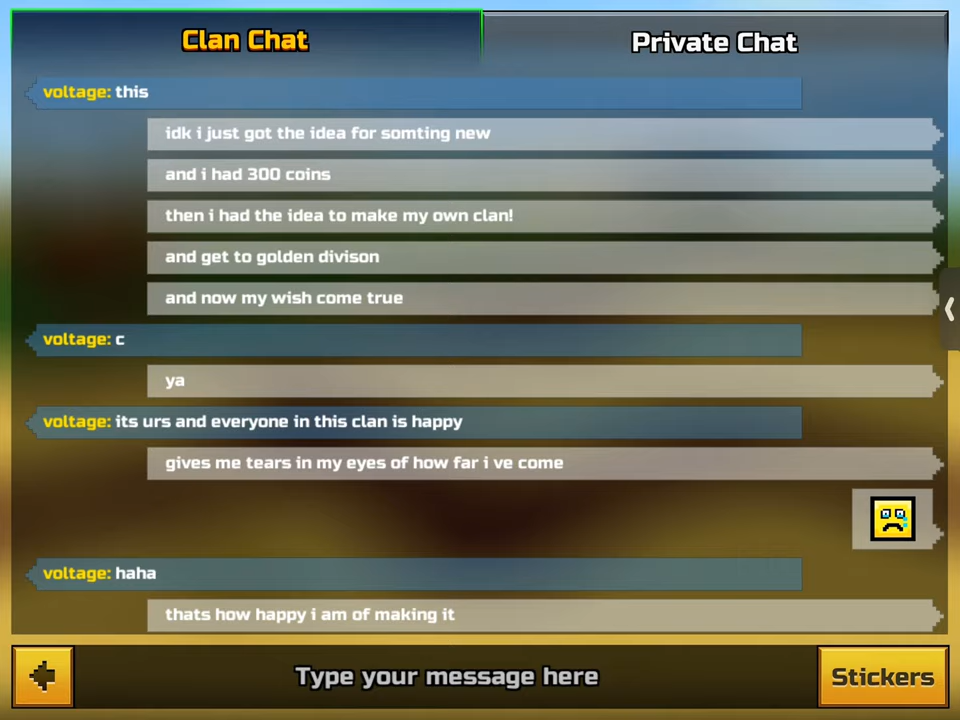 Clan Chat
Private Chat
voltage: this
idk i just got the idea for somting new
and i had 300 coins
then i had the idea to make my own clan!
and get to golden divison
and now my wish come true
voltage: c
ya
voltage: its urs and everyone in this clan is happy
gives me tears in my eyes of how far i ve come
voltage: haha
thats how happy i am of making it
Type your message here
Stickers